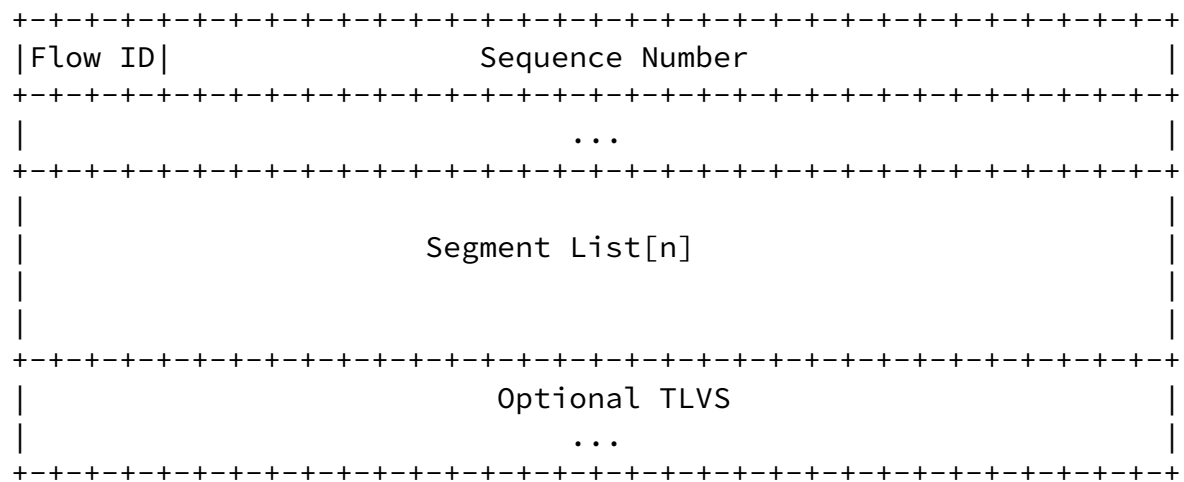 +-+-+-+-+-+-+-+-+-+-+-+-+-+-+-+-+-+-+-+-+-+-+-+-+-+-+-+-+-+-+-+-+
|Flow ID|                 Sequence Number                       |
+-+-+-+-+-+-+-+-+-+-+-+-+-+-+-+-+-+-+-+-+-+-+-+-+-+-+-+-+-+-+-+-+
|                              ...                              |
+-+-+-+-+-+-+-+-+-+-+-+-+-+-+-+-+-+-+-+-+-+-+-+-+-+-+-+-+-+-+-+-+
|                                                               |
|                      Segment List[n]                          |
|                                                               |
|                                                               |
+-+-+-+-+-+-+-+-+-+-+-+-+-+-+-+-+-+-+-+-+-+-+-+-+-+-+-+-+-+-+-+-+
|                          Optional TLVS                        |
|                              ...                              |
+-+-+-+-+-+-+-+-+-+-+-+-+-+-+-+-+-+-+-+-+-+-+-+-+-+-+-+-+-+-+-+-+